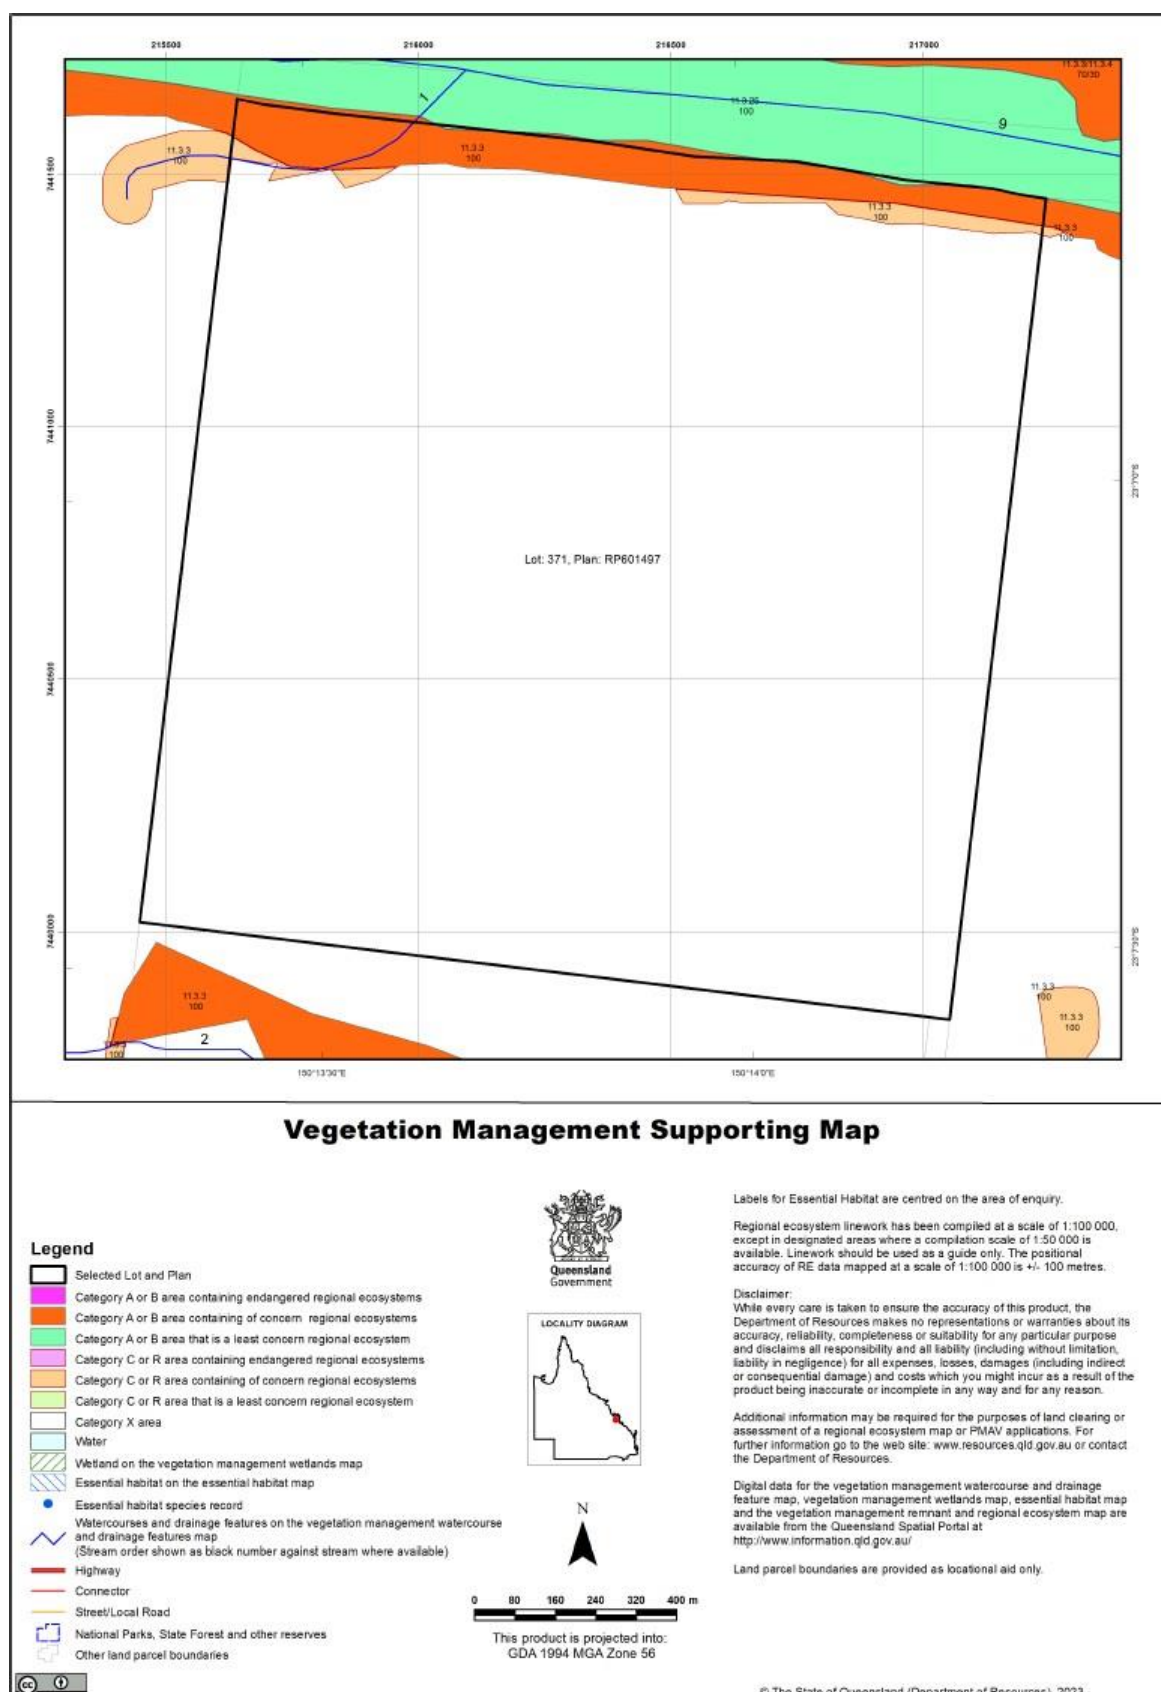 215500 216000 216500 217000
11.3.3/11.3.4
70/30
1
100
9
11.3.3
100
11.3.3
100
7441500
11.3.3
100
11.3.3
100
7441000
23°7'0"S
Lot: 371, Plan: RP601497
7440500
7440000
23°7'30"S
11.3.3
100
11.3.3
100
11.3.3
100
2
100
150°13'30"E 150°14'0"E
Vegetation Management Supporting Map
Legend
Selected Lot and Plan
Category A or B area containing endangered regional ecosystems
Category A or B area containing of concern regional ecosystems
Category A or B area that is a least concern regional ecosystem
Category C or R area containing endangered regional ecosystems
Category C or R area containing of concern regional ecosystems
Category C or R area that is a least concern regional ecosystem
Category X area
Water
Wetland on the vegetation management wetlands map
Essential habitat on the essential habitat map
Essential habitat species record
Watercourses and drainage features on the vegetation management watercourse
and drainage features map
(Stream order shown as black number against stream where available)
Highway
Connector
Street/Local Road
National Parks, State Forest and other reserves
Other land parcel boundaries
cc
Queensland
Government
LOCALITY DIAGRAM
N
0 80 160 240 320 400 m
This product is projected into:
GDA 1994 MGA Zone 56
Labels for Essential Habitat are centred on the area of enquiry.
Regional ecosystem linework has been compiled at a scale of 1:100 000,
except in designated areas where a compilation scale of 1:50 000 is
available. Linework should be used as a guide only. The positional
accuracy of RE data mapped at a scale of 1:100 000 is +/- 100 metres.
Disclaimer:
While every care is taken to ensure the accuracy of this product, the
Department of Resources makes no representations or warranties about its
accuracy, reliability, completeness or suitability for any particular purpose
and disclaims all responsibility and all liability (including without limitation,
liability in negligence) for all expenses, losses, damages (including indirect
or consequential damage) and costs which you might incur as a result of the
product being inaccurate or incomplete in any way and for any reason.
Additional information may be required for the purposes of land clearing or
assessment of a regional ecosystem map or PMAV applications. For
further information go to the web site: www.resources.qld.gov.au or contact
the Department of Resources.
Digital data for the vegetation management watercourse and drainage
feature map, vegetation management wetlands map, essential habitat map
and the vegetation management remnant and regional ecosystem map are
available from the Queensland Spatial Portal at
http://www.information.qld.gov.au/
Land parcel boundaries are provided as locational aid only.
© The State of Queensland (Department of Resources), 2023